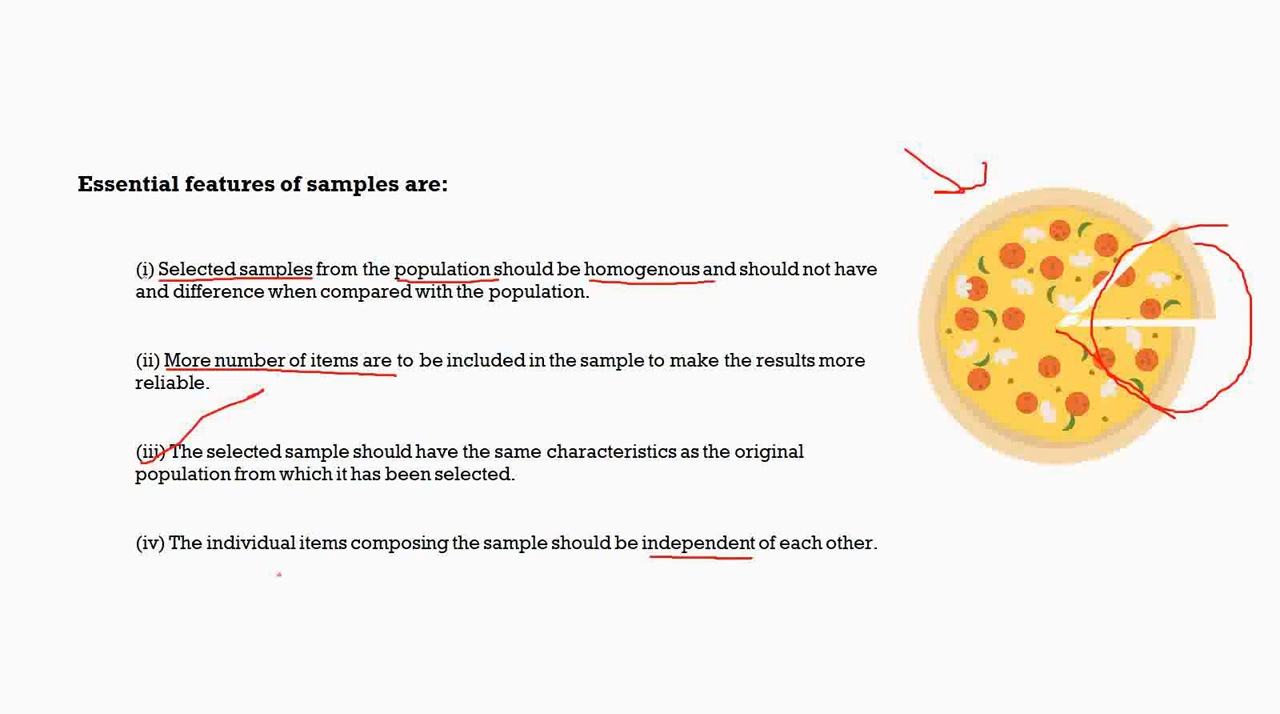 Essential features of samples are:
(i) Selected samples from the population should be homogenous and should not have
and difference when compared with the population.
(ii) More number of items are to be included in the sample to make the results more
reliable.
(iii) The selected sample should have the same characteristics as the original
population from which it has been selected.
(iv) The individual items composing the sample should be independent of each other.